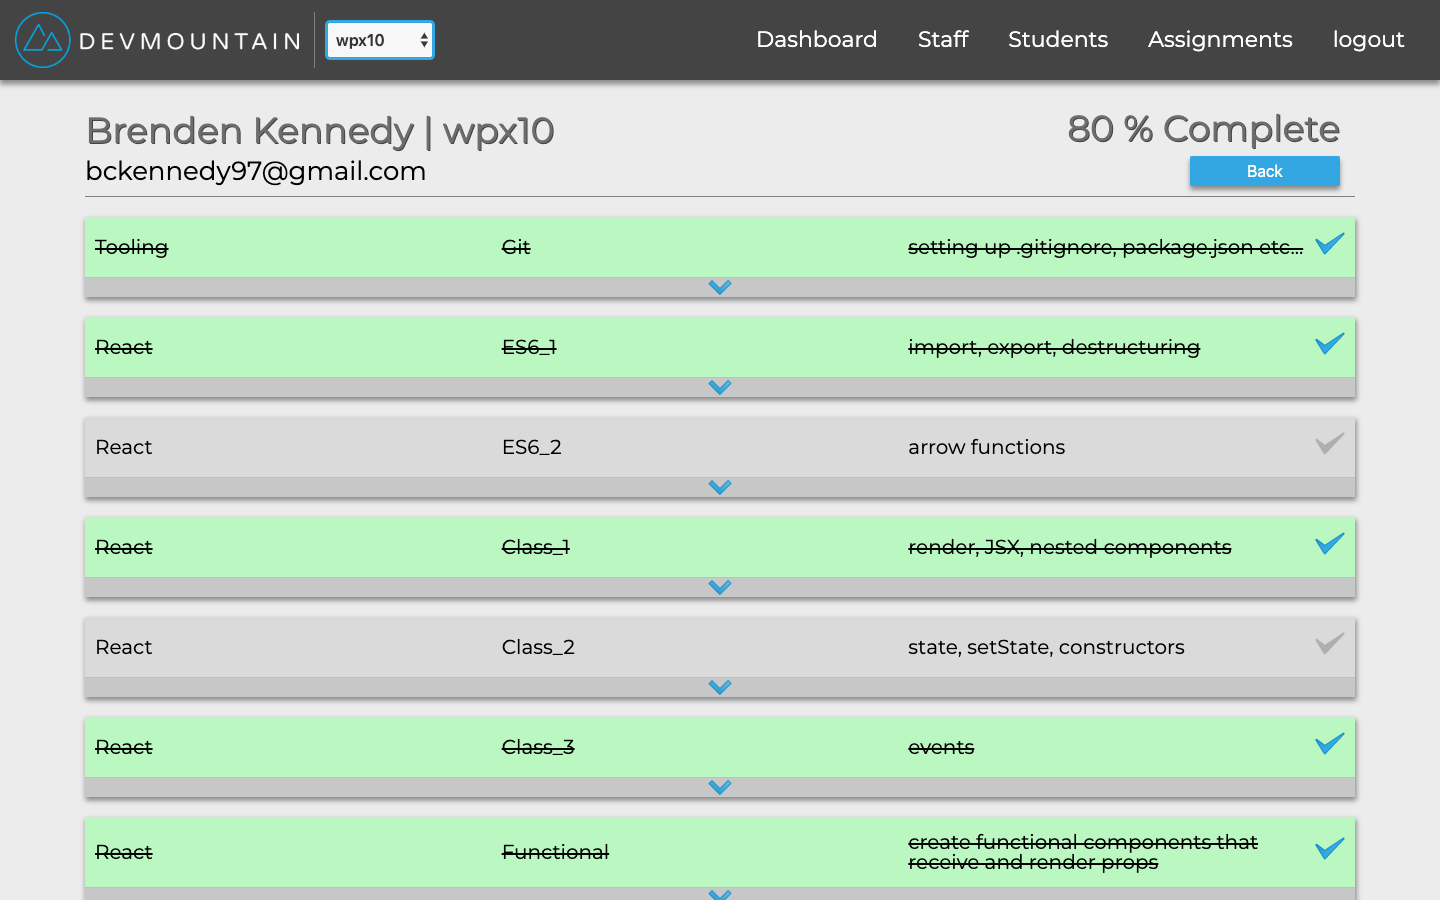 DEVMOUNTAIN
wpx10
Dashboard
Staff
Students
Assignments
logout
Brenden Kennedy | wpx10
80 % Complete
bckennedy97@gmail.com
Back
Tooling
Git
setting up .gitignore, package.json etc...
React
ES6_1
import, export, destructuring
React
ES6_2
arrow functions
React
Class_1
render, JSX, nested components
React
Class_2
state, setState, constructors
React
Class_3
events
React
Functional
create functional components that
receive and render props